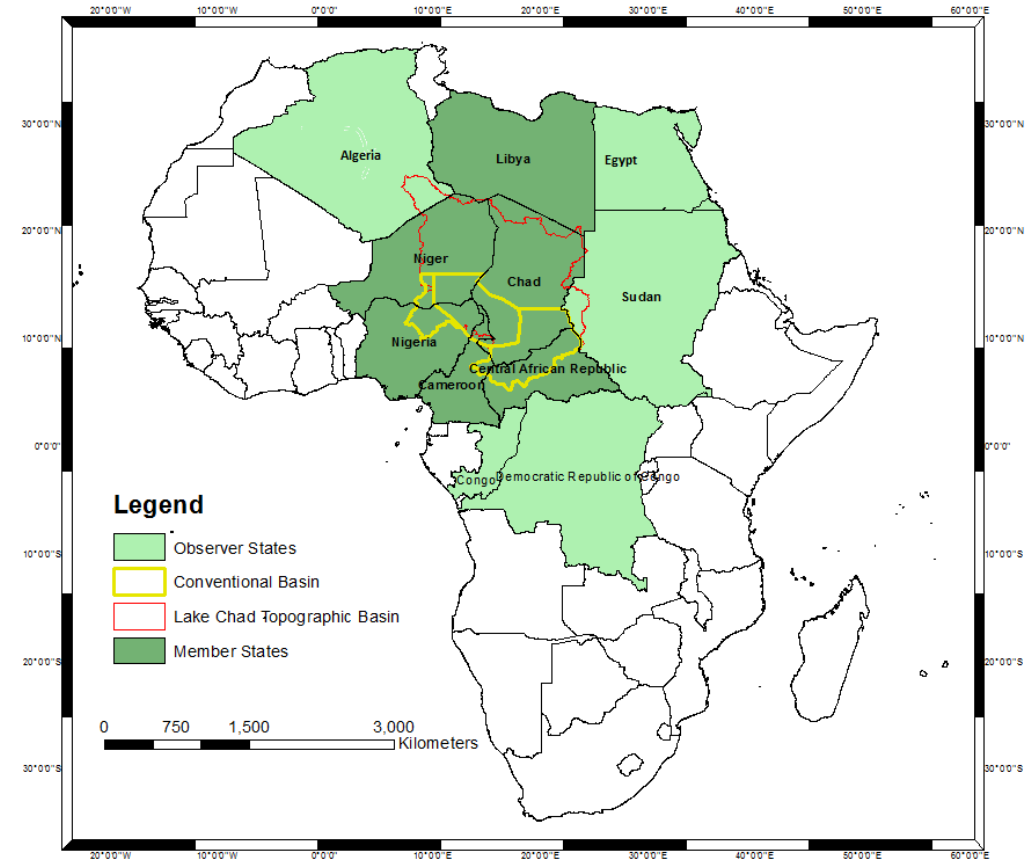 20°0'0"W 10°0'0"W 0°0'0" 10°0'0"E 20°0'0"E 30°0'0"E 40°0'0"E 50°0'0"E 60°0'0"E
30°0'0"N 30°0'0"N
Algeria Libya Egypt
20°0'0"N 20°0'0"N
Niger
Chad
Sudan
10°0'0"N 10°0'0"N
Nigeria
Central African Republic
Cameroon
0°0'0" 0°0'0"
Congo Democratic Republic of Congo
Legend
Observer States
10°0'0"S 10°0'0"S
Conventional Basin
Lake Chad Topographic Basin
Member States
20°0'0"S 20°0'0"S
0 750 1,500 3,000
Kilometers
30°0'0"S 30°0'0"S
20°0'0"W 10°0'0"W 0°0'0" 10°0'0"E 20°0'0"E 30°0'0"E 40°0'0"E 50°0'0"E 60°0'0"E